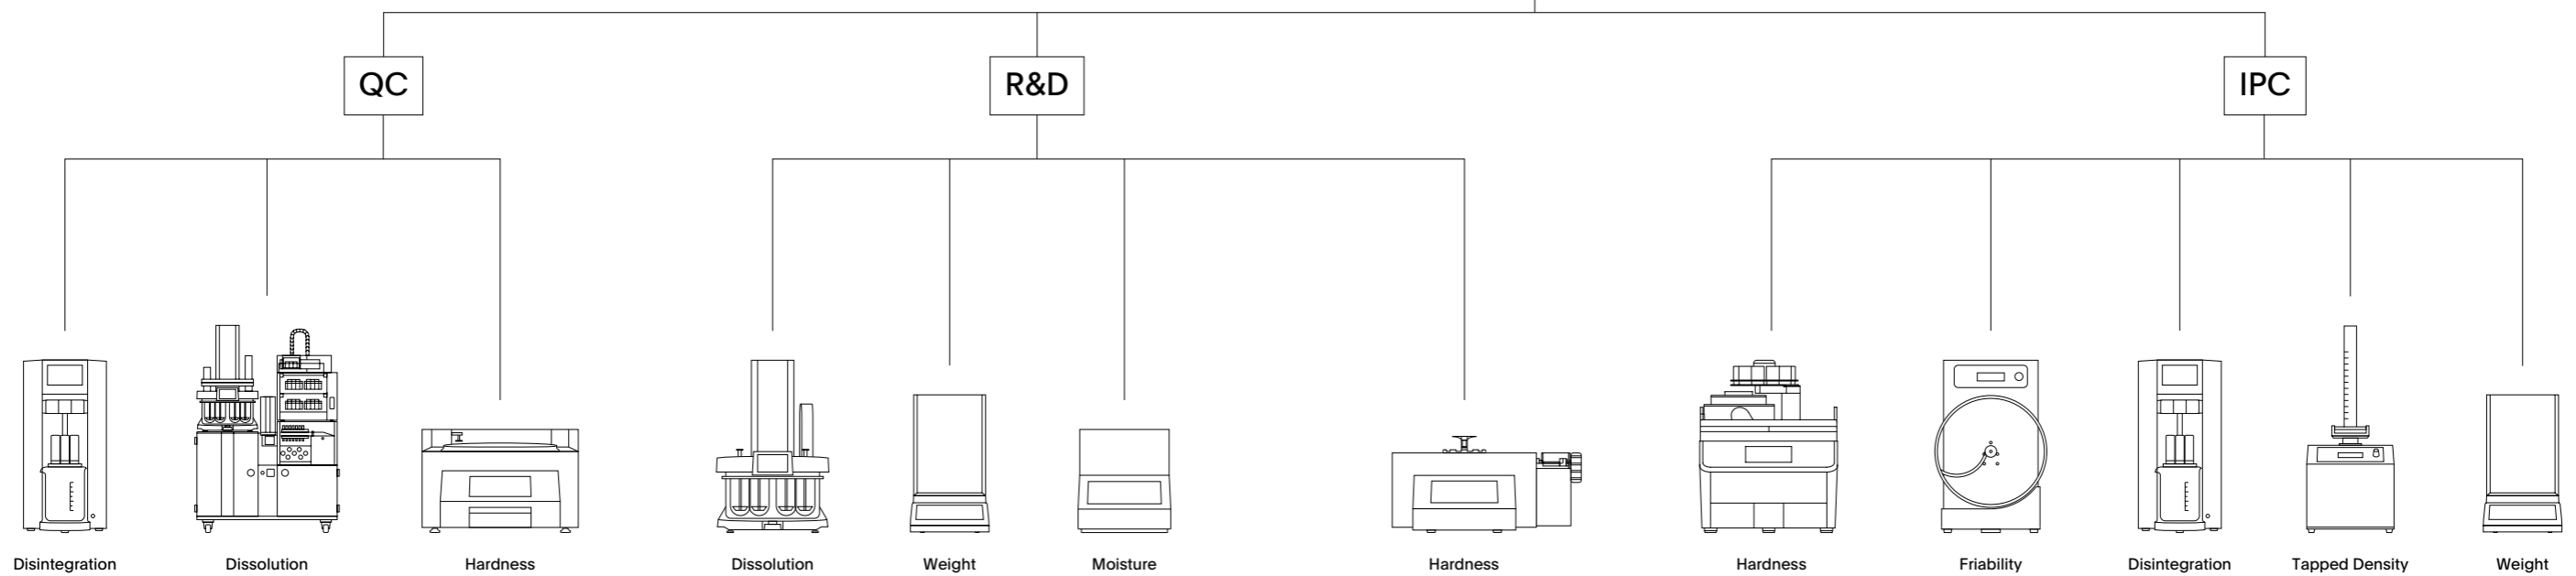 QC
R&D
IPC
Disintegration
Dissolution
Hardness
Dissolution
Weight
Moisture
Hardness
Hardness
Friability
Disintegration
Tapped Density
Weight